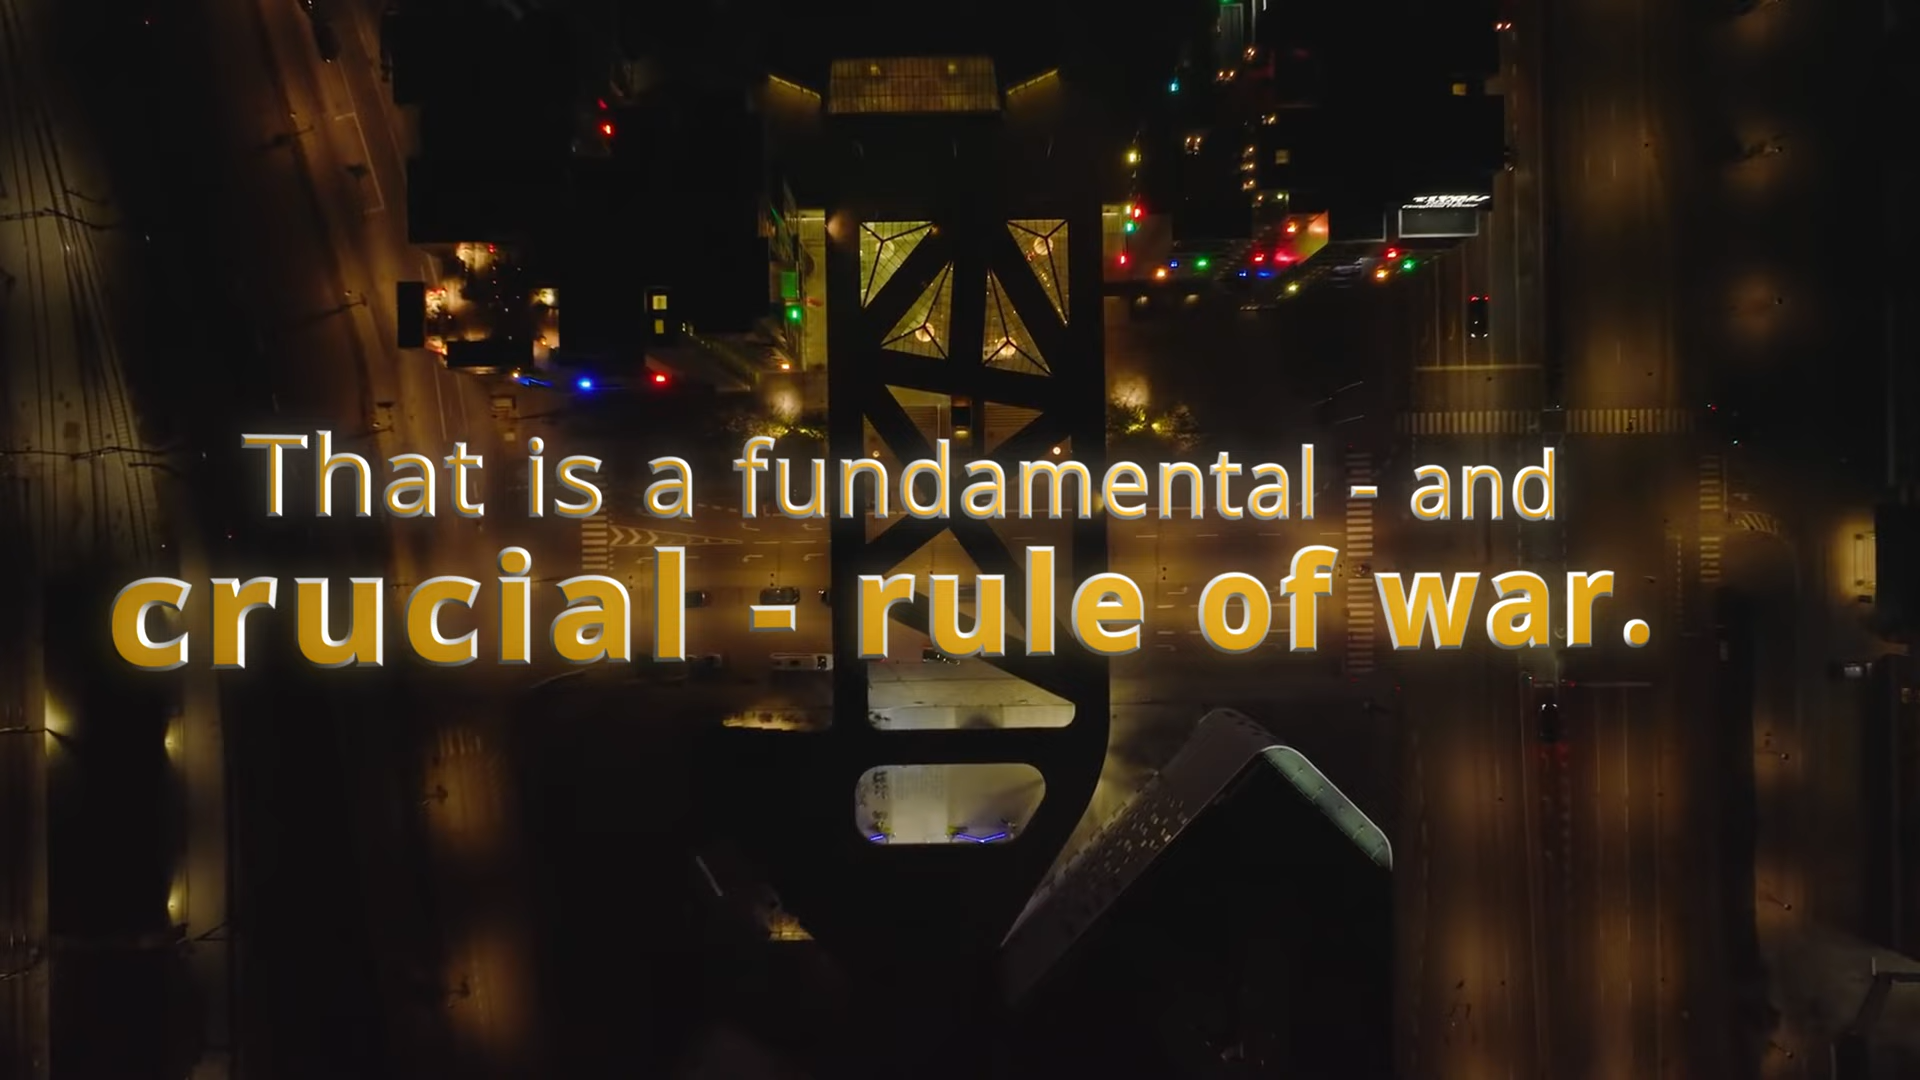 That is a fundamental - and
crucial - rule of war.